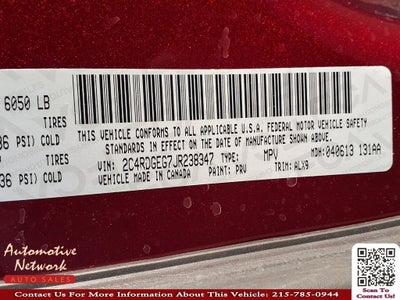 6050 LB
TIRES
36 PSI) COLD
TIRES
36 PSI) COLD
THIS VEHICLE CONFORMS TO ALL APPLICABLE U.S.A. FEDERAL MOTOR VEHICLE SAFETY
STANDARDS IN EFFECT ON THE DATE OF MANUFACTURE SHOWN ABOVE.
VIN: 2C4RDGEG7JR238347 TYPE: MPV MDH: 040613 131AA
MADE IN CANADA PAINT: PRV TRIM: ALX9
Automotive
Network
AUTO SALES
Scan To
Contact Us!
Contact Us For More Information About This Vehicle: 215-785-0944